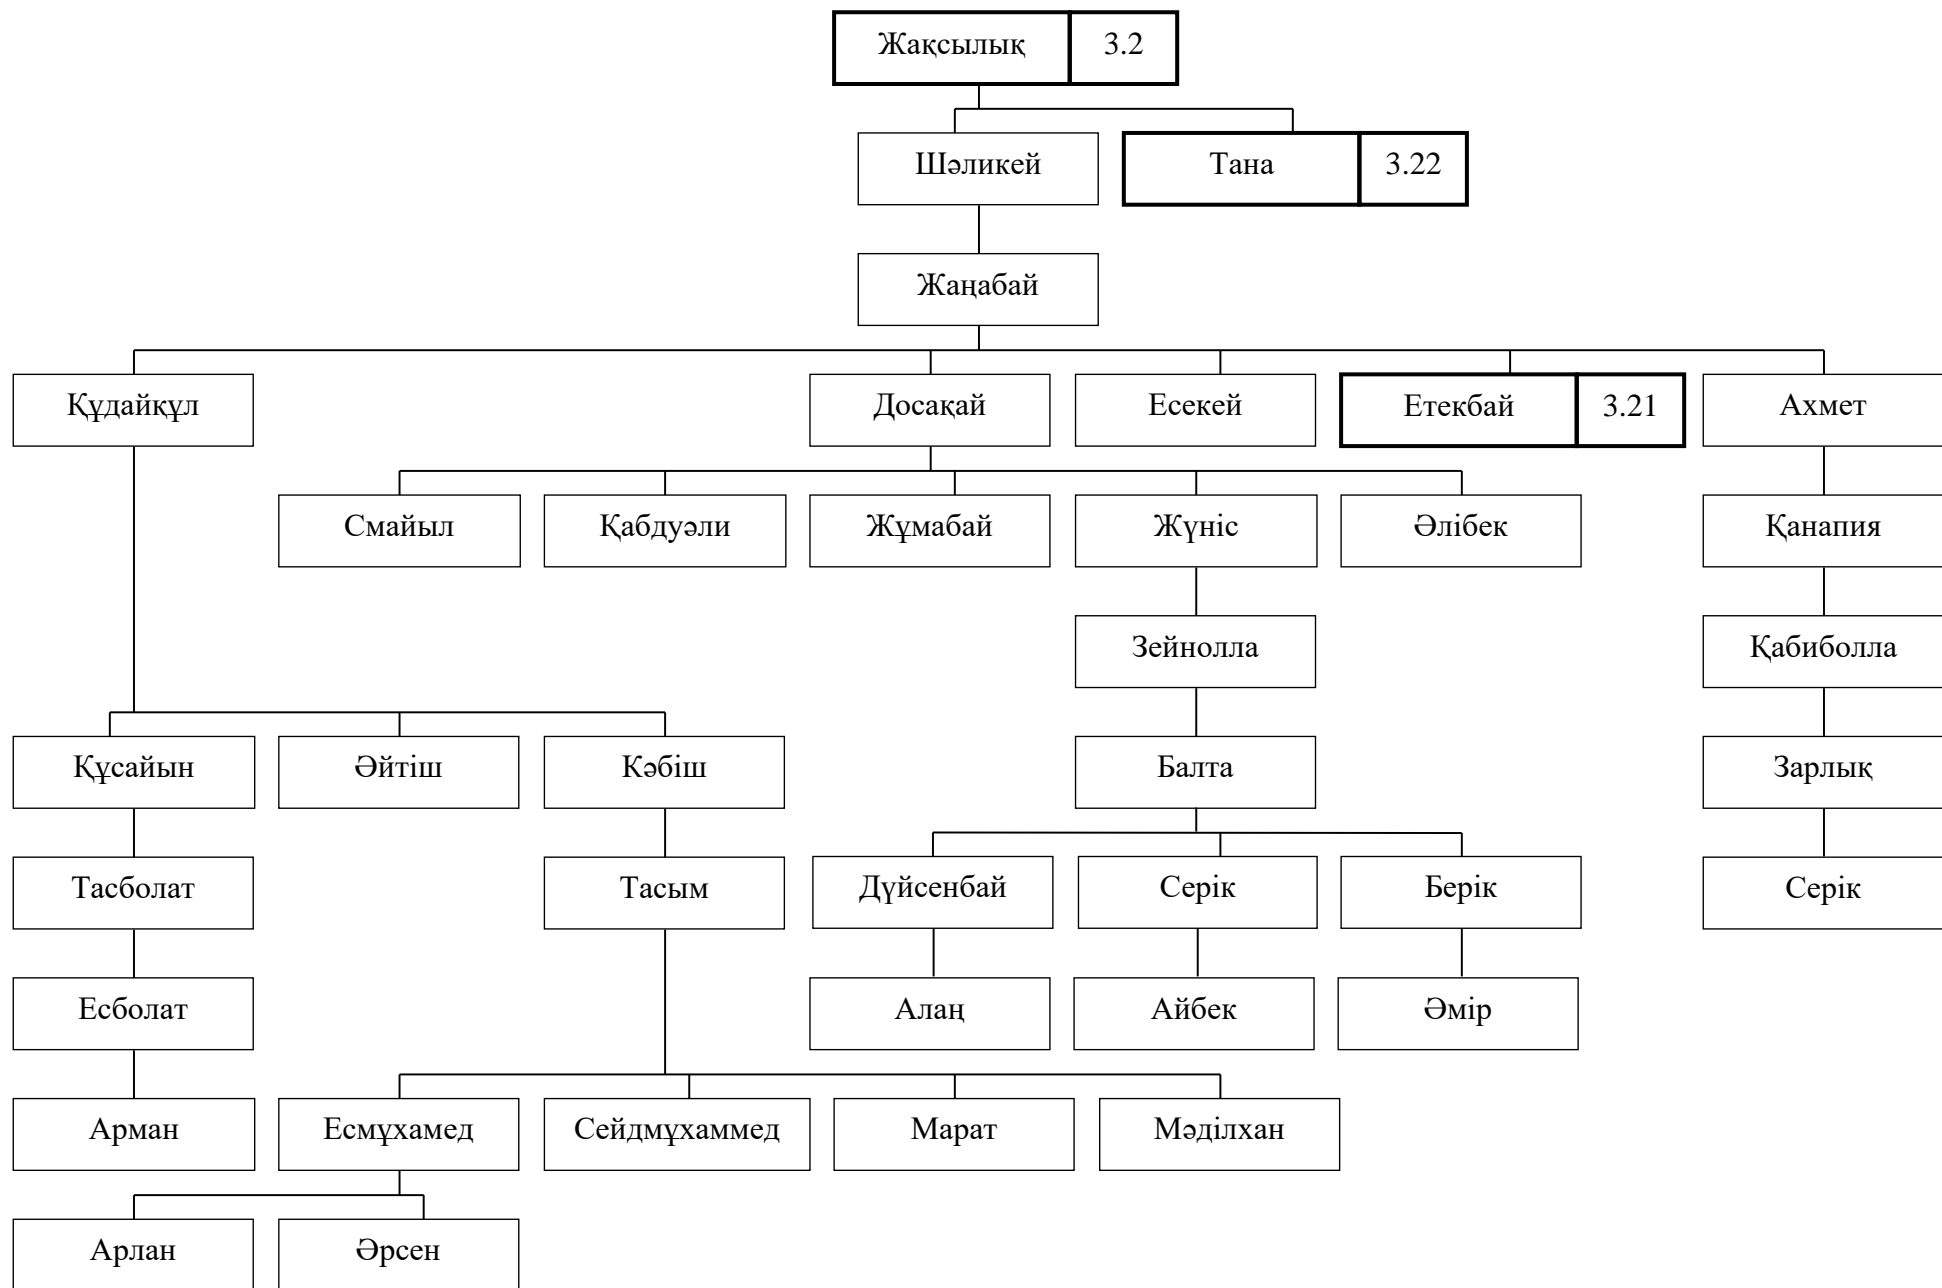 Жақсылық 3.2
Шәликей Тана 3.22
Жаңабай
Құдайқұл Досақай Есекей Етекбай 3.21 Ахмет
Смайыл Қабдуәли Жұмабай Жүніс Әлібек Қанапия
Зейнолла Қабиболла
Құсайын Әйтіш Кәбіш Балта Зарлық
Тасболат Тасым Дүйсенбай Серік Берік Серік
Есболат Алаң Айбек Әмір
Арман Есмұхамед Сейдмұхаммед Марат Мәділхан
Арлан Әрсен